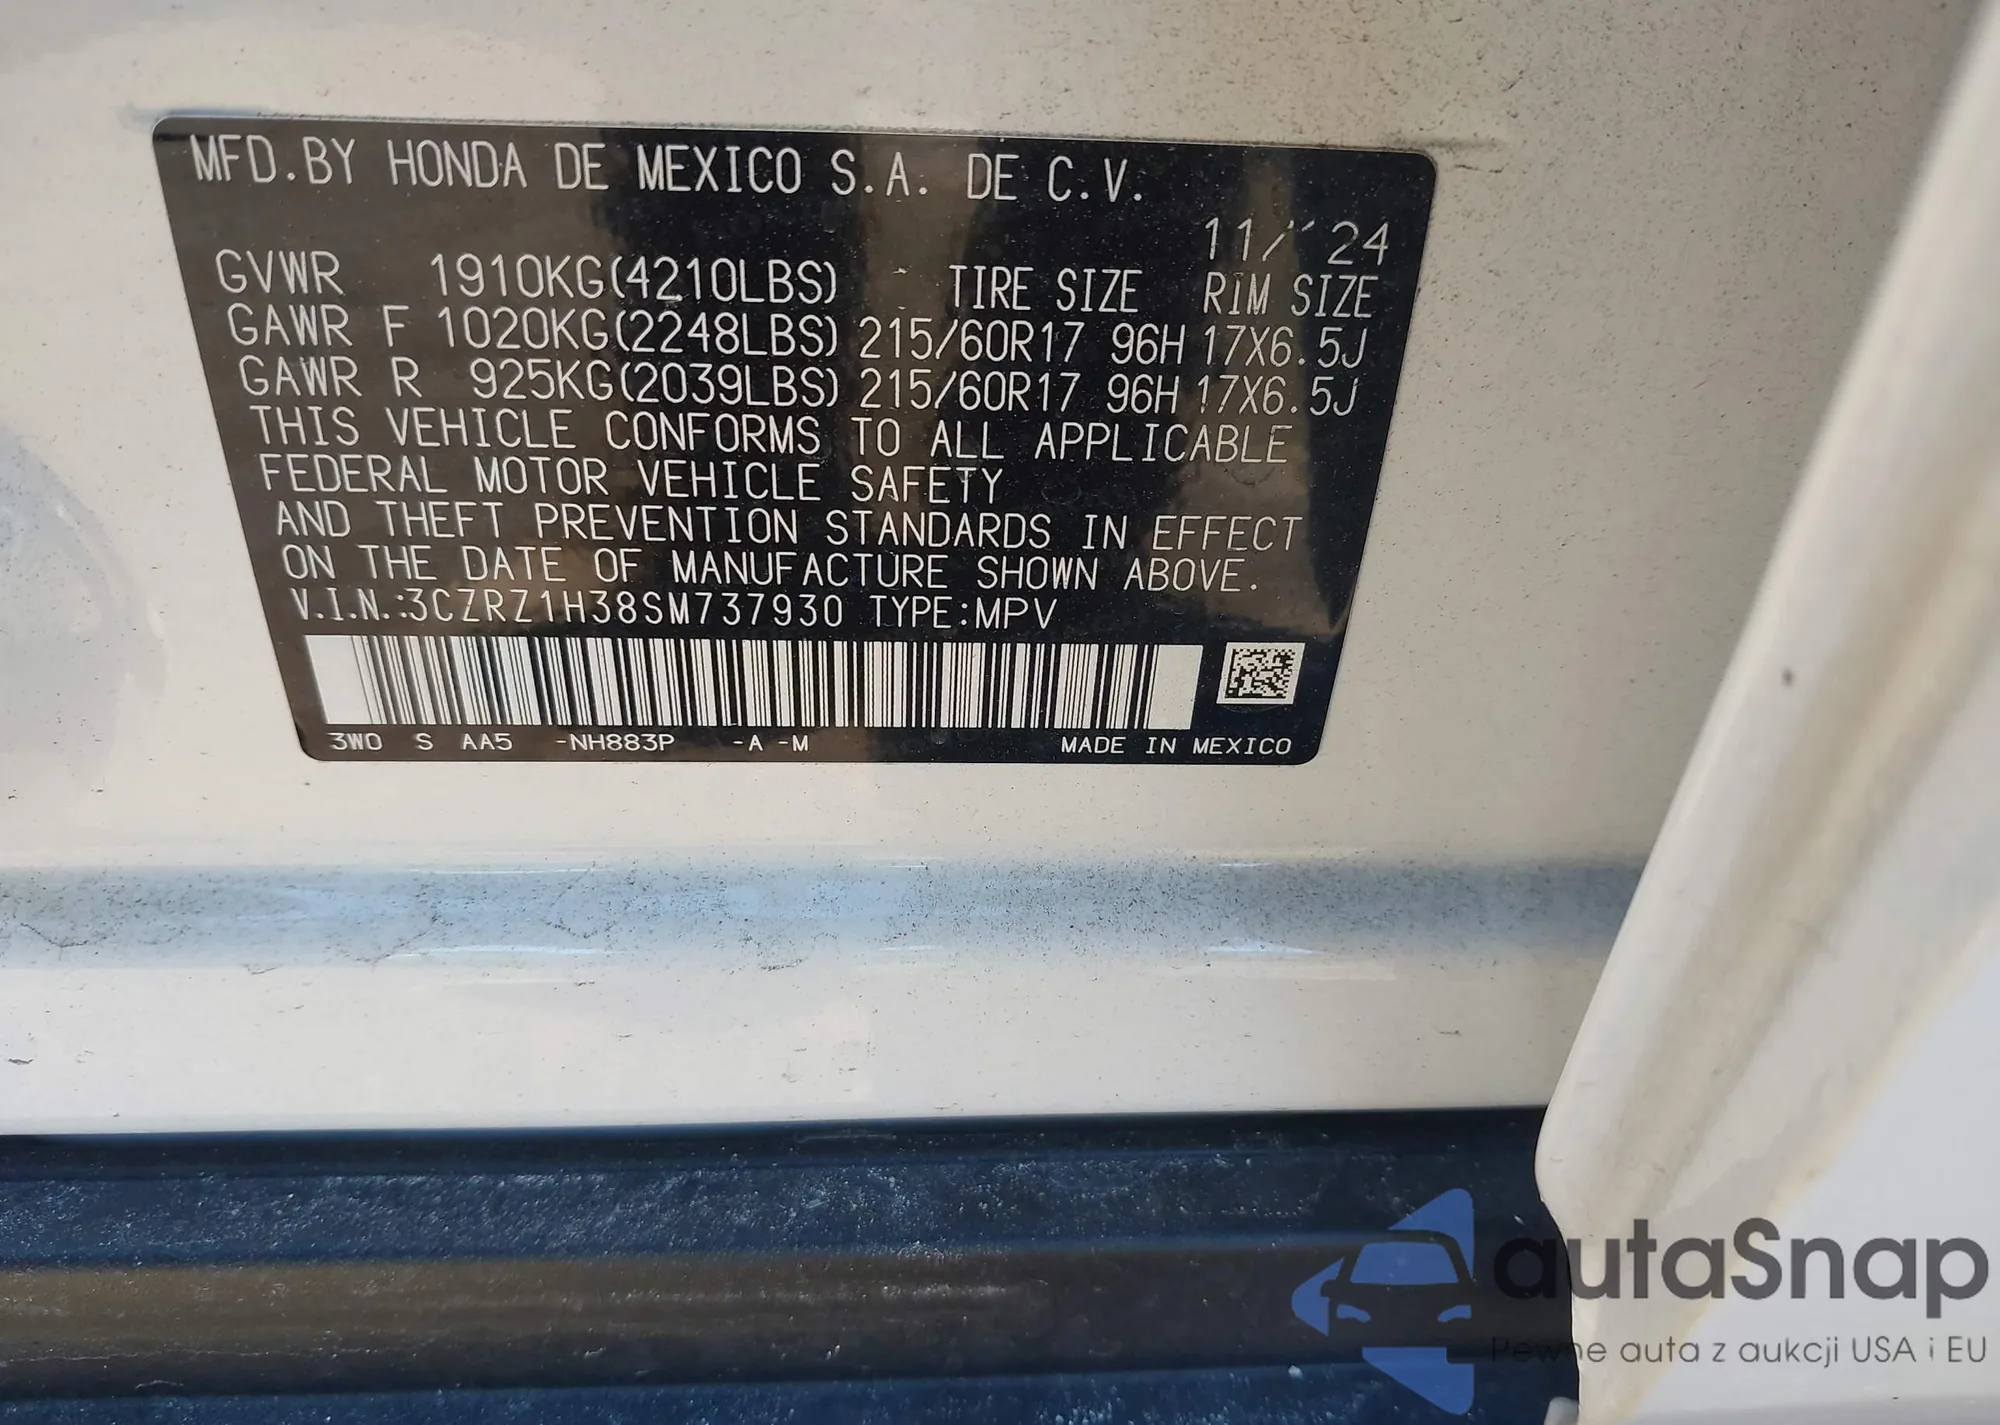 MFD.BY HONDA DE MEXICO S.A. DE C.V.
11/ 24
GVWR 1910KG(4210LBS) TIRE SIZE RIM SIZE
GAWR F 1020KG(2248LBS) 215/60R17 96H 17X6.5J
GAWR R 925KG(2039LBS) 215/60R17 96H 17X6.5J
THIS VEHICLE CONFORMS TO ALL APPLICABLE
FEDERAL MOTOR VEHICLE SAFETY
AND THEFT PREVENTION STANDARDS IN EFFECT
ON THE DATE OF MANUFACTURE SHOWN ABOVE.
V.I.N.:3CZRZ1H38SM737930 TYPE:MPV
3W0 S AA5 -NH883P -A -M MADE IN MEXICO
autaSnap
Pewne auta z aukcji USA i EU